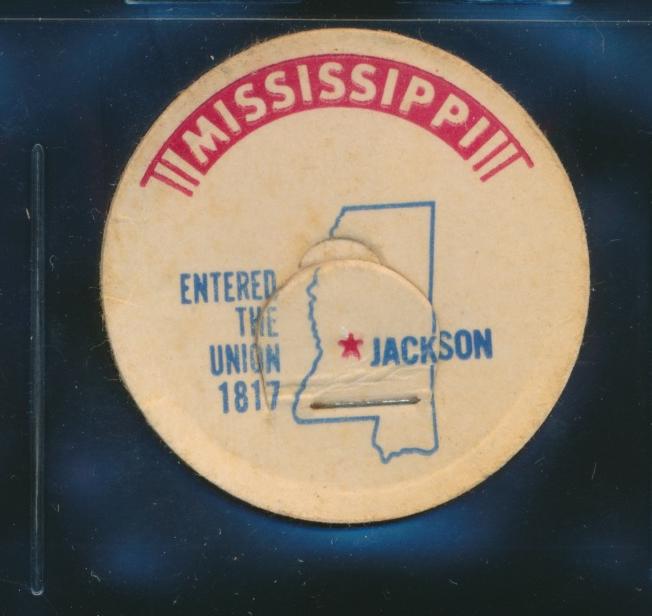 MISSISSIPPI
ENTERED
THE
UNION
1817
JACKSON